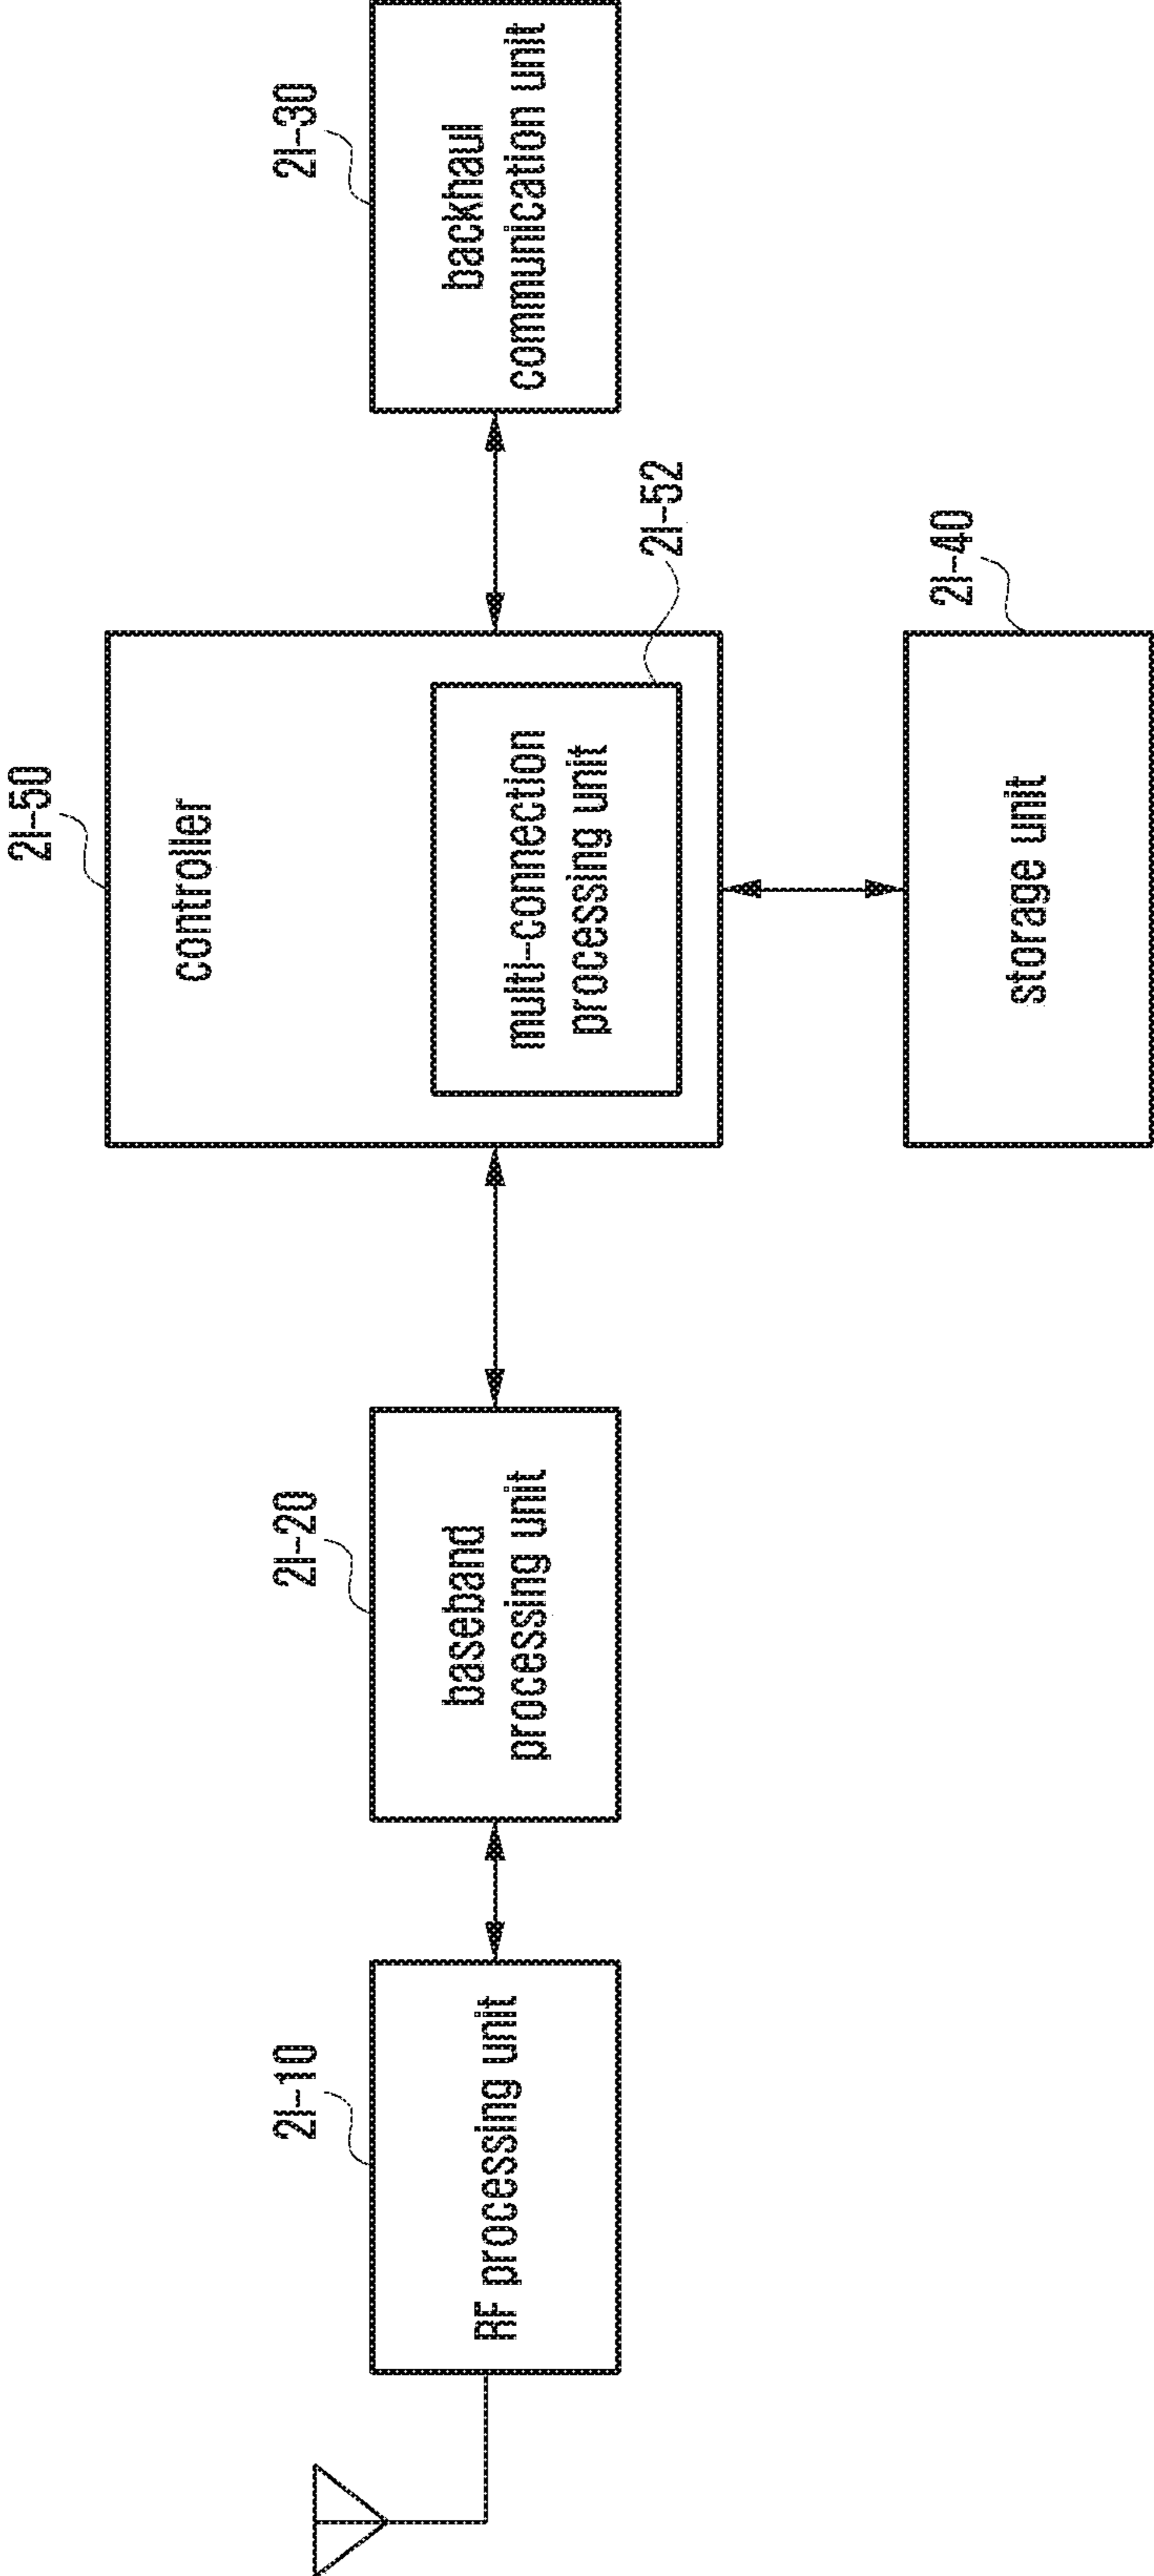 2l-50
controller
2l-10
RF processing unit
2l-20
baseband
processing unit
multi-connection
processing unit
2l-52
2l-30
backhaul
communication unit
2l-40
storage unit